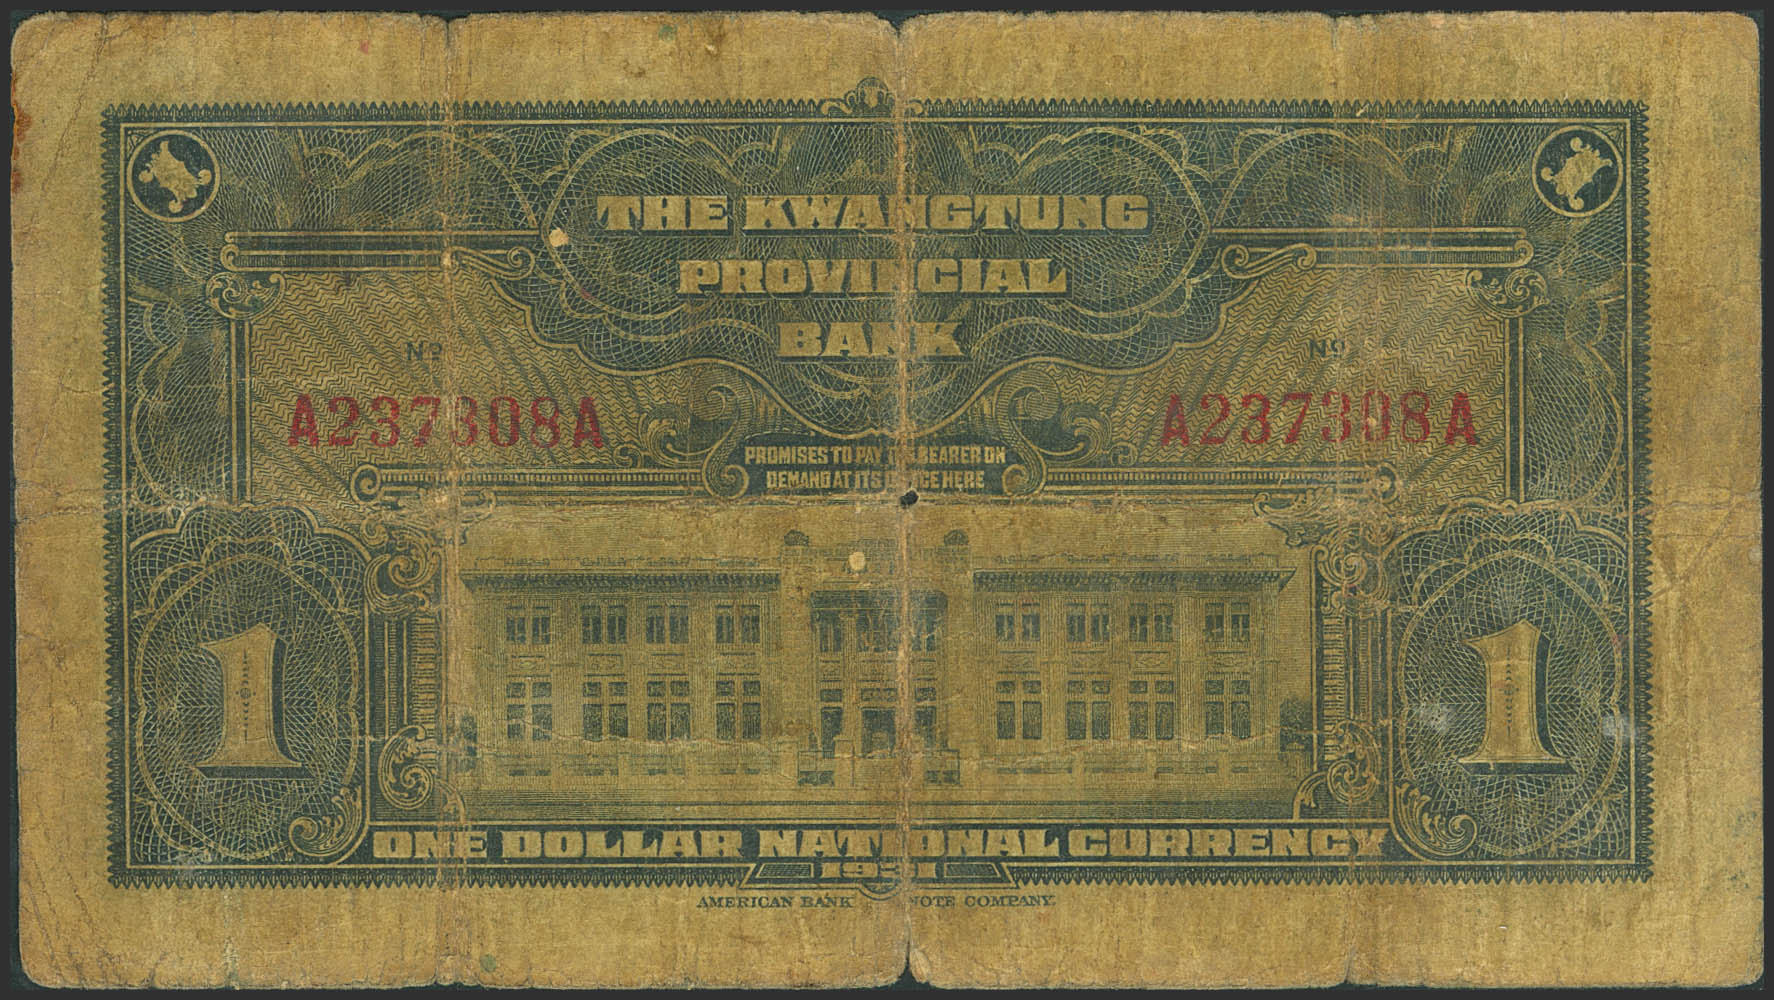 THE KWANGTUNG
PROVINCIAL
BANK
Nº Nº
A237308A A237308A
PROMISES TO PAY THE BEARER ON
DEMAND AT ITS OFFICE HERE
1 1
ONE DOLLAR NATIONAL CURRENCY
1931
AMERICAN BANK NOTE COMPANY.